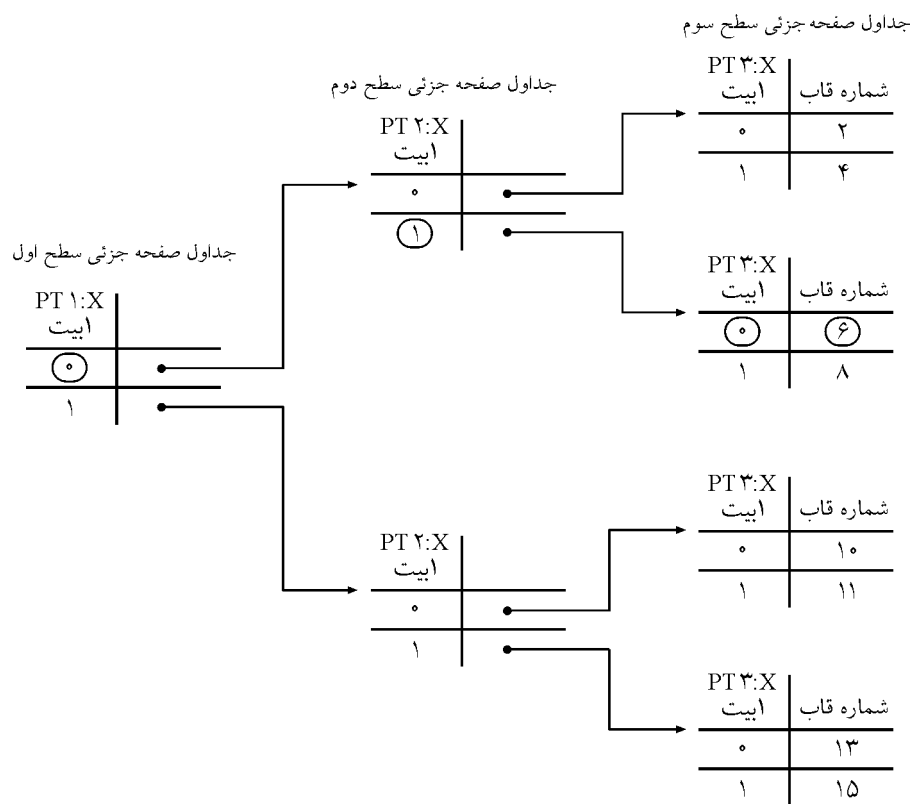 جداول صفحه جزئی سطح اول
PT ۱:X
۱بیت
۰
۱
جداول صفحه جزئی سطح دوم
PT ۲:X
۱بیت
۰
۱
PT ۲:X
۱بیت
۰
۱
جداول صفحه جزئی سطح سوم
PT ۳:X
۱بیت شماره قاب
۰ ۲
۱ ۴
PT ۳:X
۱بیت شماره قاب
۰ ۶
۱ ۸
PT ۳:X
۱بیت شماره قاب
۰ ۱۰
۱ ۱۱
PT ۳:X
۱بیت شماره قاب
۰ ۱۳
۱ ۱۵